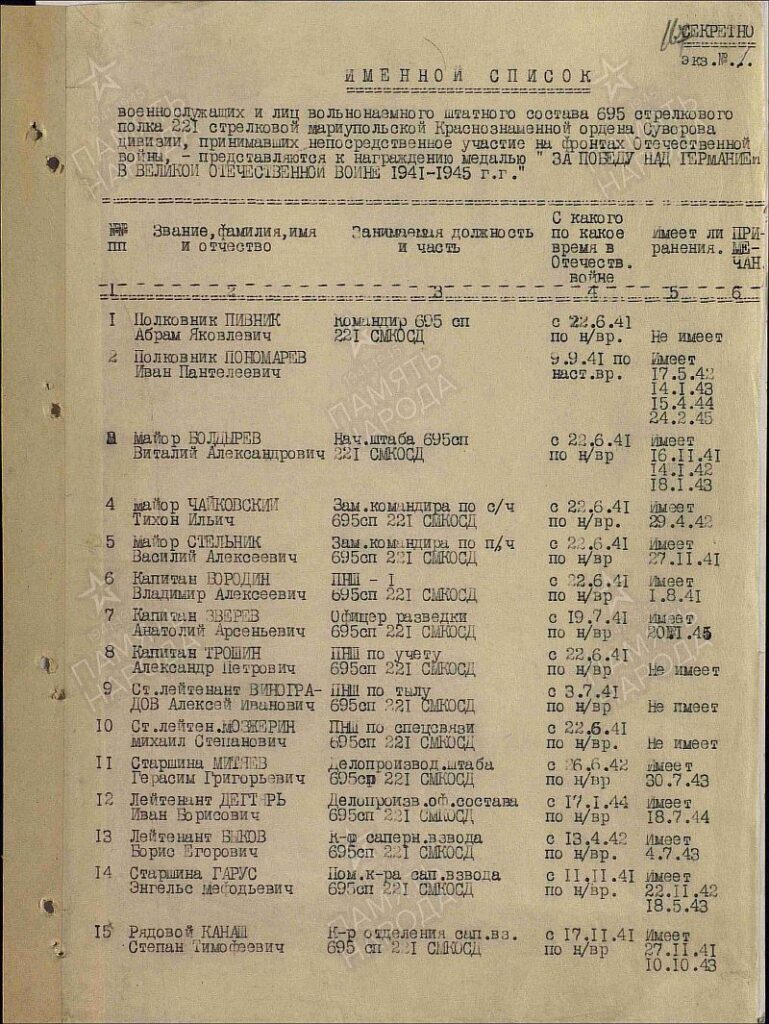 СЕКРЕТНО
экз.№.1.
ИМЕННОЙ СПИСОК
военнослужащих и лиц вольнонаемного штатного состава 695 стрелкового
полка 221 стрелковой мариупольской Краснознаменной ордена Суворова
дивизии, принимавших непосредственное участие на фронтах Отечественной
войны, - представляются к награждению медалью " ЗА ПОБЕДУ НАД ГЕРМАНИЕЙ
В ВЕЛИКОЙ ОТЕЧЕСТВЕННОЙ ВОЙНЕ 1941-1945 г.г."
№№ пп Звание,фамилия,имя и отчество Занимаемая должность и часть С какого по какое время в Отечеств. войне Имеет ли ранения. ПРИ-МЕ-ЧАН.
1 2 3 4 5 6
1 Полковник ПИВНИК Командир 695 сп с 22.6.41
Абрам Яковлевич 221 СМКОСД по н/вр. Не имеет
2 Полковник ПОНОМАРЕВ 9.9.41 по Имеет
Иван Пантелеевич наст.вр. 17.5.42
14.1.43
15.4.44
24.2.45
майор БОЛДЫРЕВ Нач.штаба 695сп с 22.6.41 Имеет
Виталий Александрович 221 СМКОСД по н/вр 16.11.41
14.1.42
18.1.43
4 майор ЧАЙКОВСКИЙ Зам.командира по с/ч с 22.6.41 Имеет
Тихон Ильич 695сп 221 СМКОСД по н/вр. 29.4.42
5 майор СТЕЛЬНИК Зам.командира по п/ч с 22.6.41 Имеет
Василий Алексеевич 695сп 221 СМКОСД по н/вр 27.11.41
6 Капитан БОРОДИН ПНШ - 1 с 22.6.41 Имеет
Владимир Алексеевич 695сп 221 СМКОСД по н/вр. 1.8.41
7 Капитан ЗВЕРЕВ Офицер разведки с 19.7.41 Имеет
Анатолий Арсеньевич 695сп 221 СМКОСД по н/вр
8 Капитан ТРОШИН ПНШ по учету с 22.6.41
Александр Петрович 695сп 221 СМКОСД по н/вр Не имеет
9 Ст.лейтенант ВИНОГРА- ПНШ по тылу с 3.7.41
ДОВ Алексей Иванович 695сп 221 СМКОСД по н/вр. Не имеет
10 Ст.лейтен.МОЗЖЕРИН ПНШ по спецсвязи с 22.6.41
михаил Степанович 695сп 221 СМКОСД по н/вр. Не имеет
11 Старшина МИТЯЕВ Делопроизвод.штаба с 26.6.42 Имеет
Герасим Григорьевич 695сп 221 СМКОСД по н/вр 30.7.43
12 Лейтенант ДЕГТЯРЬ Делопроизв.оф.состава с 17.1.44 Имеет
Иван Борисович 695сп 221 СМКОСД по н/вр 18.7.44
13 Лейтенант БЫКОВ к-р саперн.взвода с 13.4.42 Имеет
Борис Егорович 695сп 221 СМКОСД по н/вр. 4.7.43
14 Старшина ГАРУС Пом.к-ра сап.взвода с 11.11.41 Имеет
Энгельс мефодьевич 695сп 221 СМКОСД по н/вр. 22.11.42
18.5.43
15 Рядовой КАНАШ К-р отделения сап.вз. с 17.11.41 Имеет
Степан Тимофеевич 695 сп 221 СМКОСД по н/вр 27.11.41
10.10.43